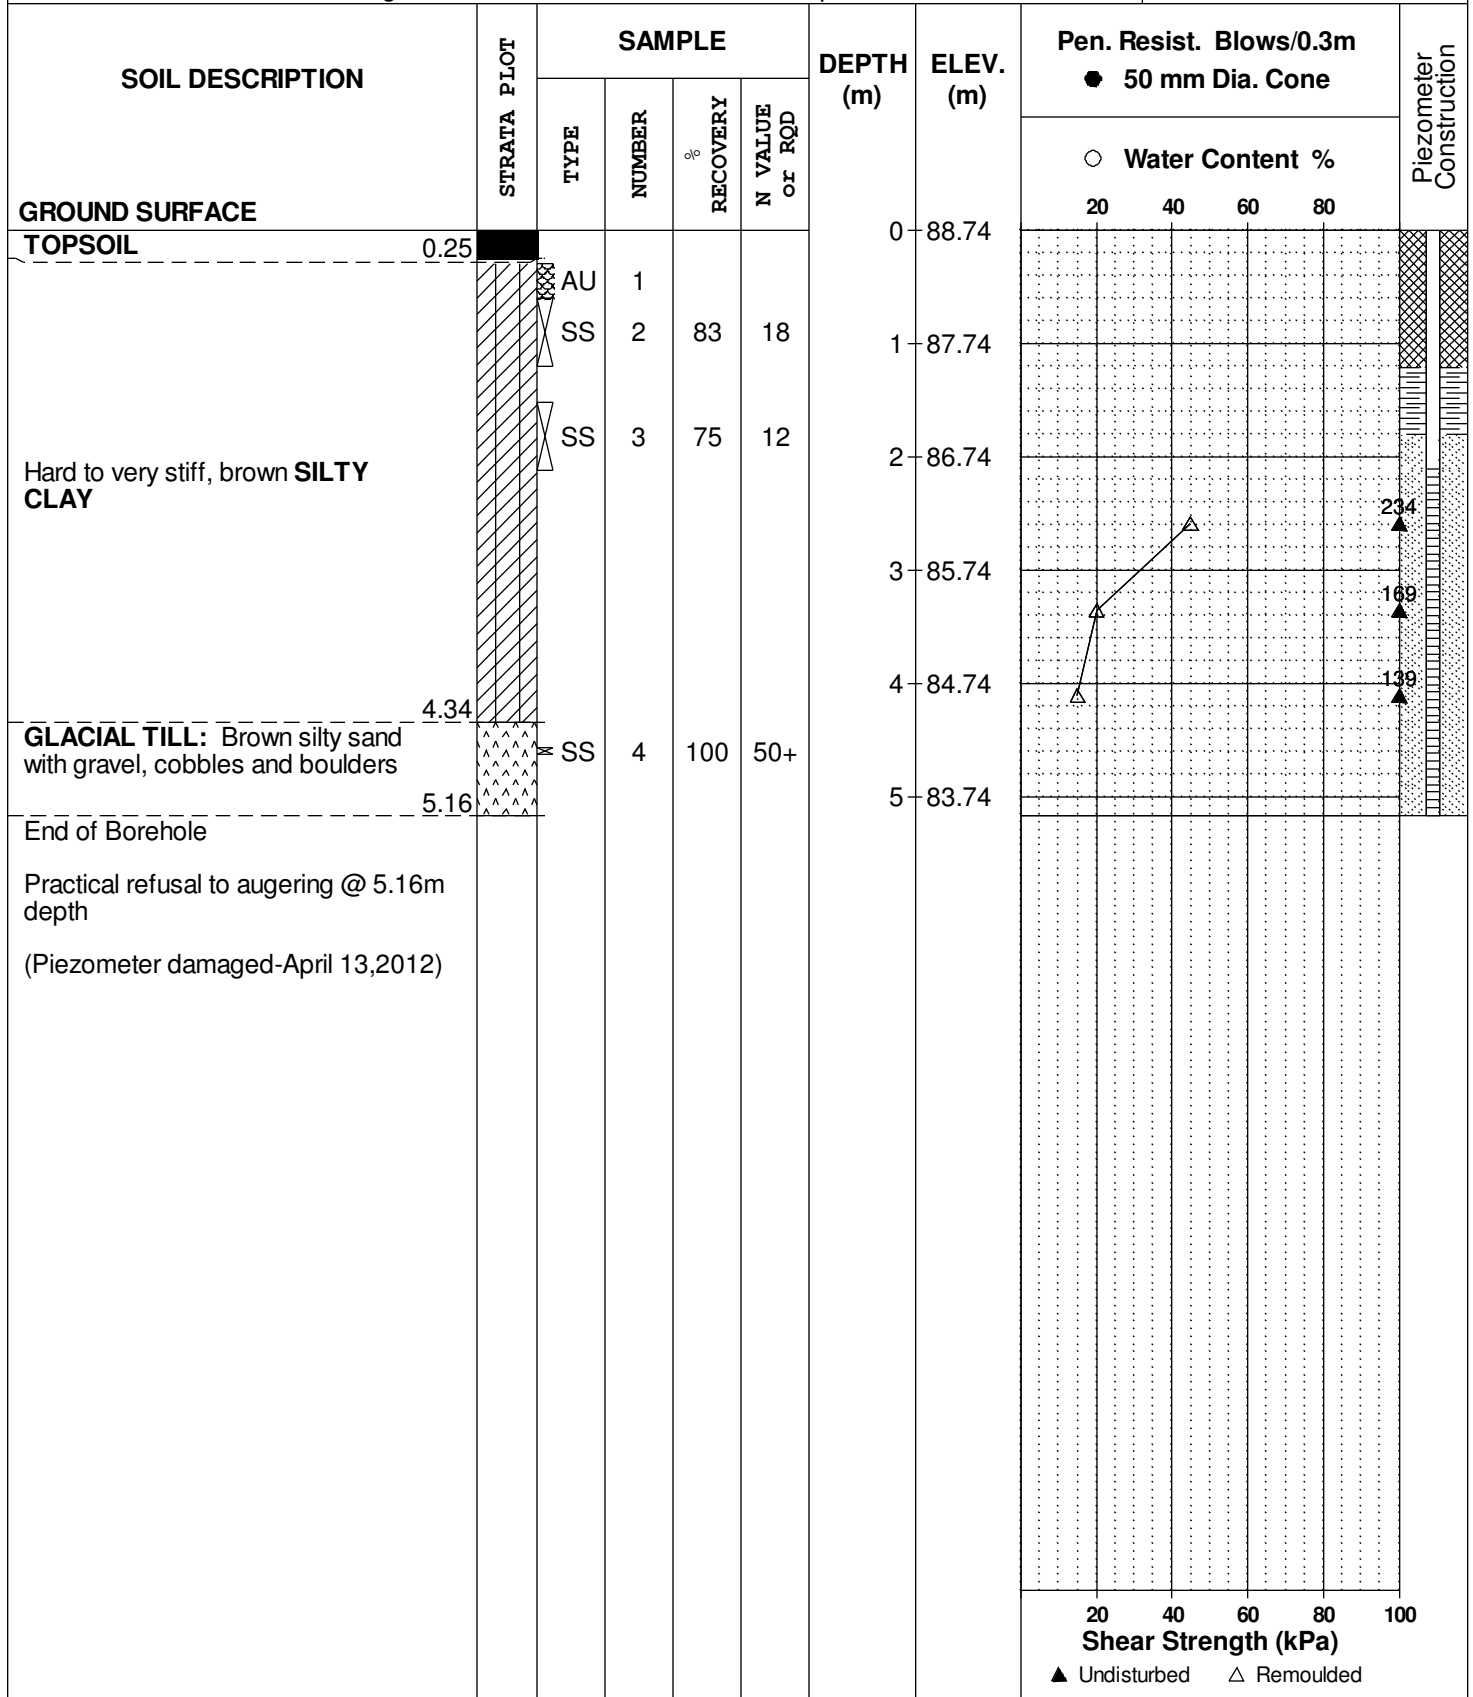 SOIL DESCRIPTION
GROUND SURFACE
STRATA PLOT
SAMPLE
TYPE
NUMBER
% RECOVERY
N VALUE or RQD
DEPTH (m)
ELEV. (m)
Pen. Resist. Blows/0.3m
● 50 mm Dia. Cone
○ Water Content %
20 40 60 80
Piezometer Construction
TOPSOIL 0.25
0 88.74
AU 1
SS 2 83 18
1 87.74
SS 3 75 12
2 86.74
Hard to very stiff, brown SILTY
CLAY
234
3 85.74
169
4 84.74
139
4.34
GLACIAL TILL: Brown silty sand
with gravel, cobbles and boulders
SS 4 100 50+
5.16
5 83.74
End of Borehole
Practical refusal to augering @ 5.16m
depth
(Piezometer damaged-April 13,2012)
20 40 60 80 100
Shear Strength (kPa)
▲ Undisturbed △ Remoulded